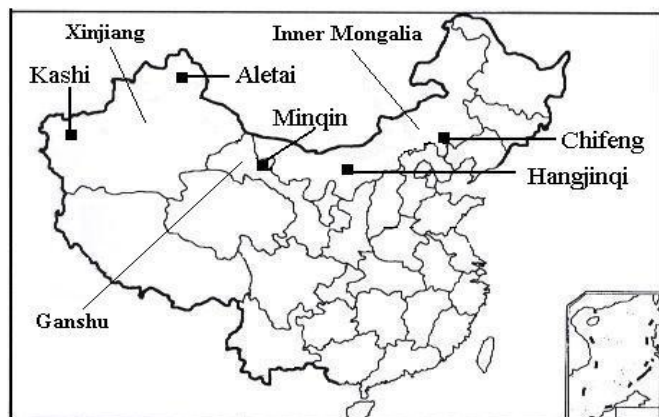 Xinjiang
Inner Mongalia
Kashi
Aletai
Minqin
Chifeng
Hangjinqi
Ganshu